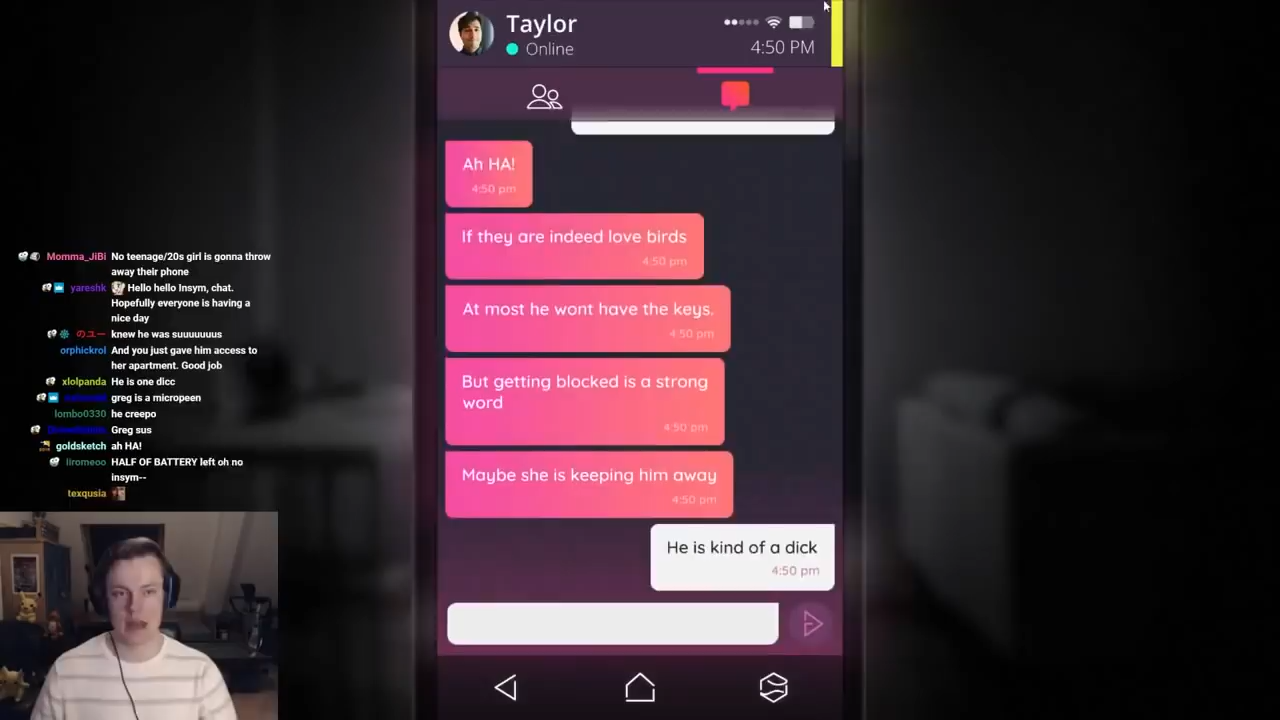 Momma_JiBi No teenage/20s girl is gonna throw
away their phone
yareshk Hello hello Insym, chat.
Hopefully everyone is having a
nice day
のユー knew he was suuuuuus
orphickrol And you just gave him access to
her apartment. Good job
xlolpanda He is one dicc
greg is a micropeen
lombo0330 he creepo
Greg sus
goldsketch ah HA!
liromeoo HALF OF BATTERY left oh no
insym--
texqusia
Taylor
Online
4:50 PM
Ah HA!
4:50 pm
If they are indeed love birds
4:50 pm
At most he wont have the keys.
4:50 pm
But getting blocked is a strong
word
4:50 pm
Maybe she is keeping him away
4:50 pm
He is kind of a dick
4:50 pm